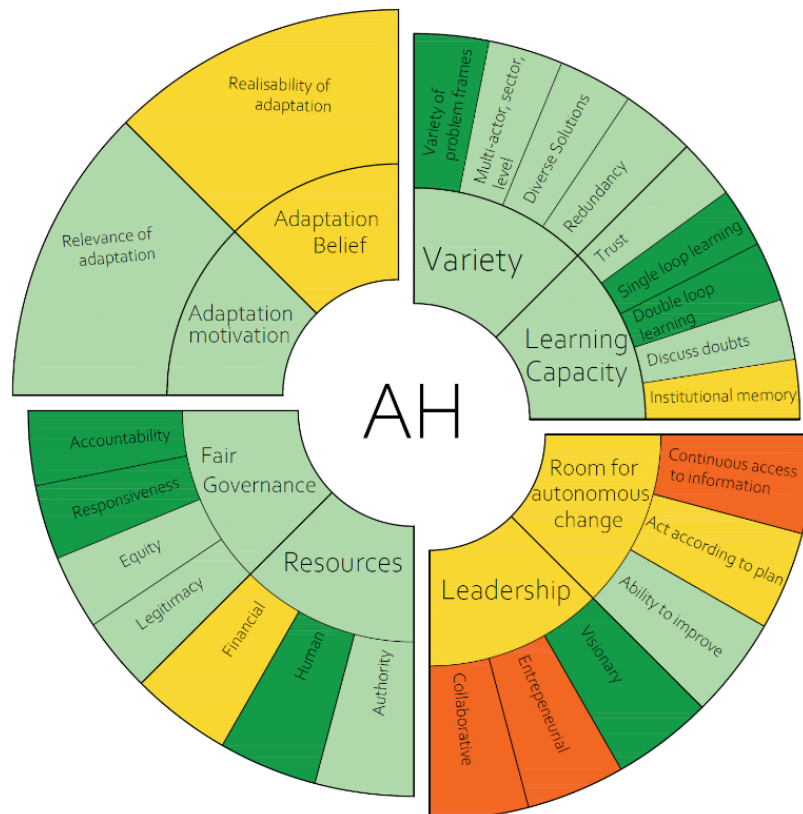 Realisability of
adaptation
Adaptation
Belief
Relevance of
adaptation
Adaptation
motivation
Variety of
problem frames
Multi-actor, sector,
level
Diverse Solutions
Redundancy
Variety
Trust
Single loop learning
Double loop
learning
Discuss doubts
Institutional memory
Learning
Capacity
AH
Accountability
Responsiveness
Equity
Legitimacy
Fair
Governance
Resources
Financial
Human
Authority
Room for
autonomous
change
Continuous access
to information
Act according to plan
Ability to improve
Leadership
Visionary
Entrepeneurial
Collaborative